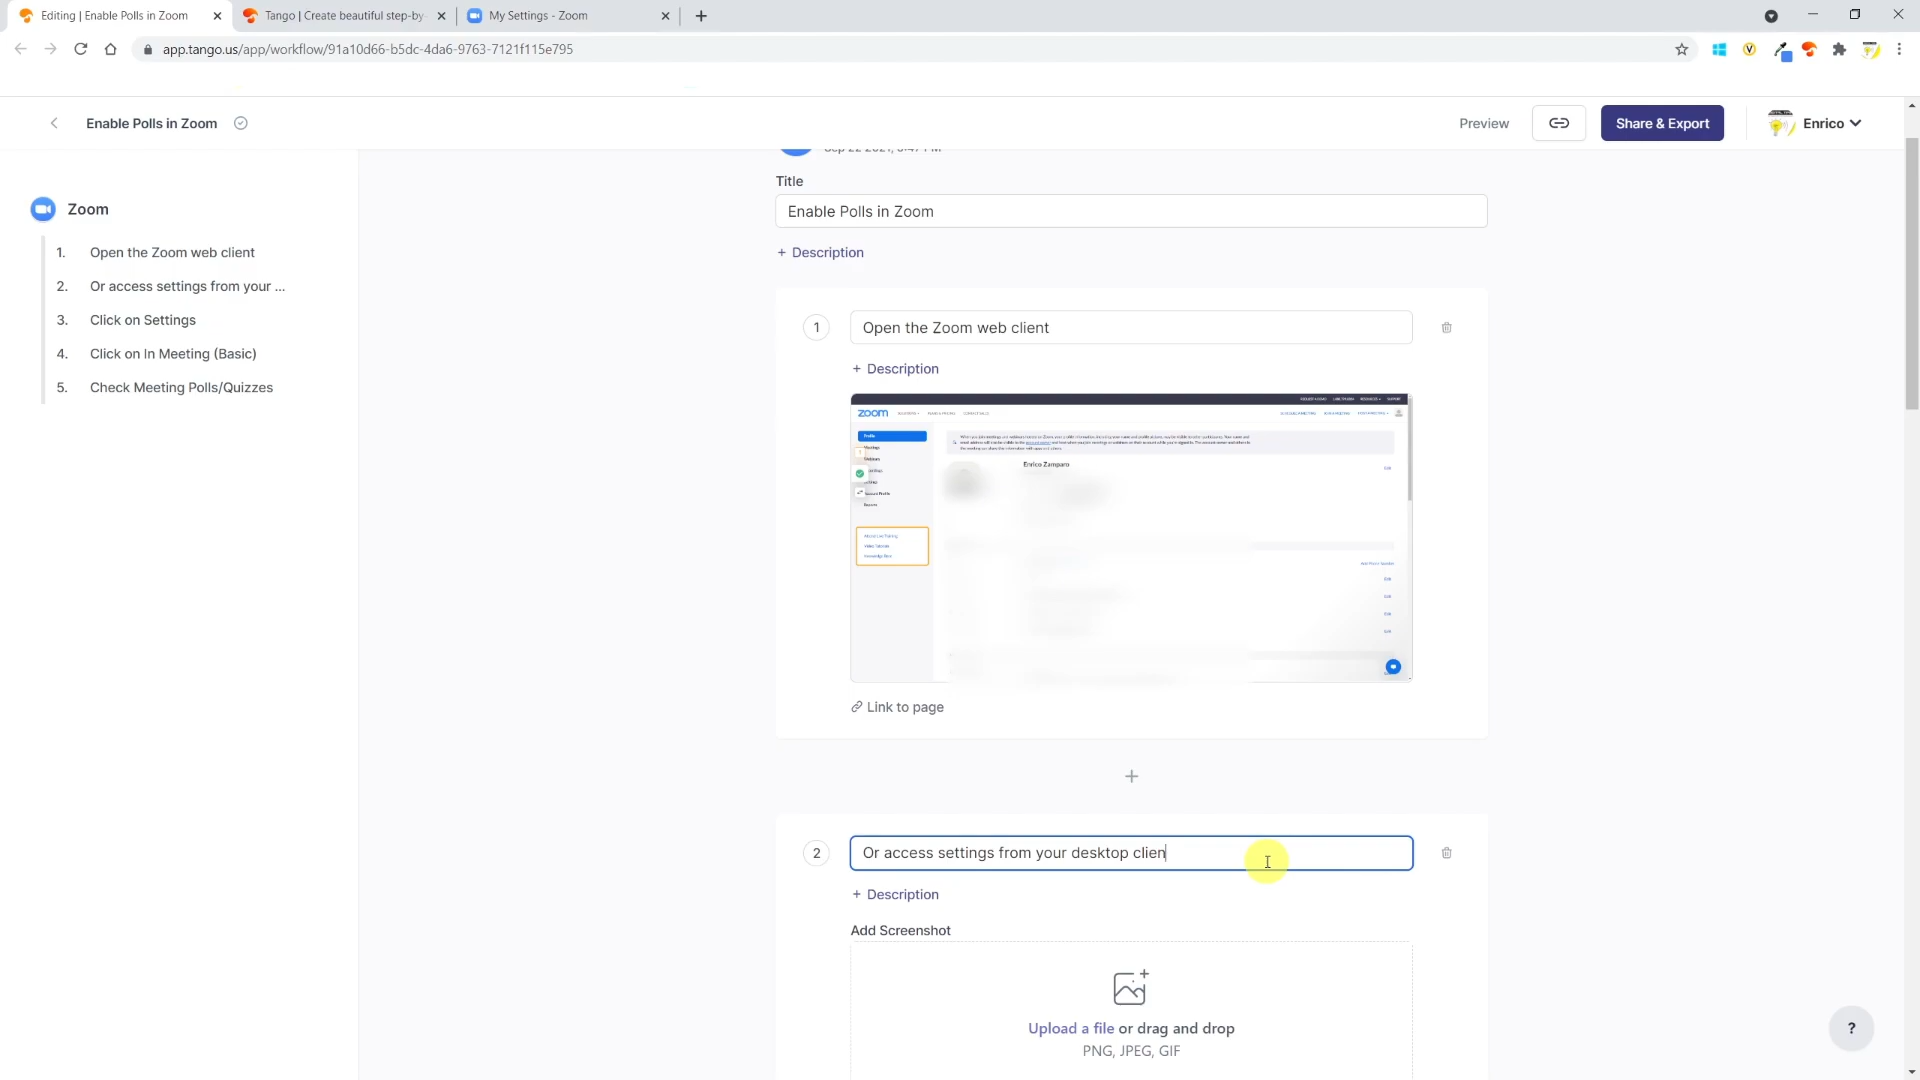 Editing | Enable Polls in Zoom
Tango | Create beautiful step-by-
My Settings - Zoom
app.tango.us/app/workflow/91a10d66-b5dc-4da6-9763-7121f115e795
Enable Polls in Zoom
Preview
Share & Export
Enrico
Zoom
1. Open the Zoom web client
2. Or access settings from your ...
3. Click on Settings
4. Click on In Meeting (Basic)
5. Check Meeting Polls/Quizzes
Title
Enable Polls in Zoom
+ Description
1
Open the Zoom web client
+ Description
zoom
Profile
Enrico Zamparo
Link to page
+
2
Or access settings from your desktop clien
+ Description
Add Screenshot
Upload a file or drag and drop
PNG, JPEG, GIF
?